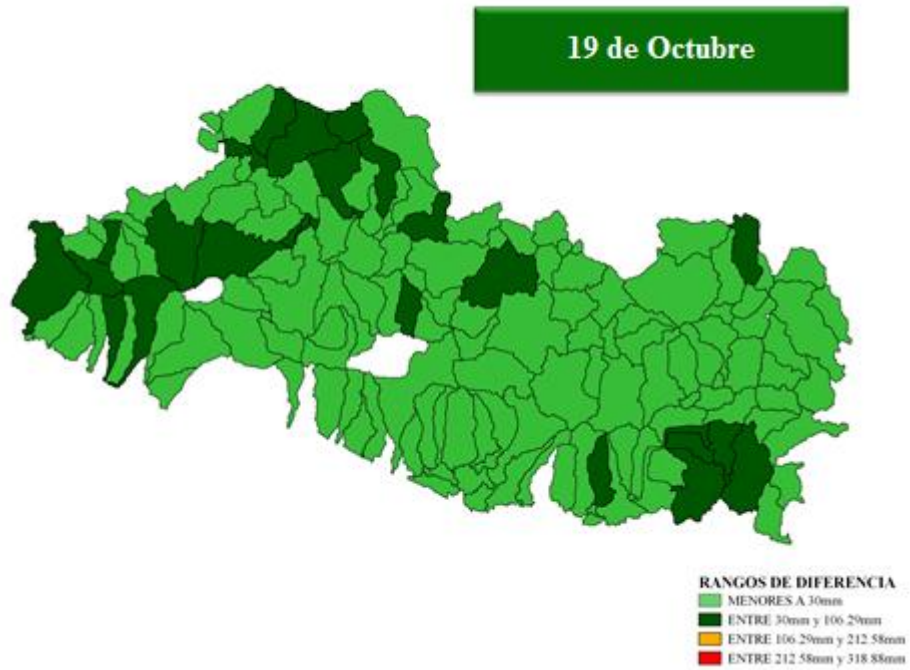 19 de Octubre
RANGOS DE DIFERENCIA
MENORES A 30mm
ENTRE 30mm y 106.29mm
ENTRE 106.29mm y 212.58mm
ENTRE 212.58mm y 318.88mm